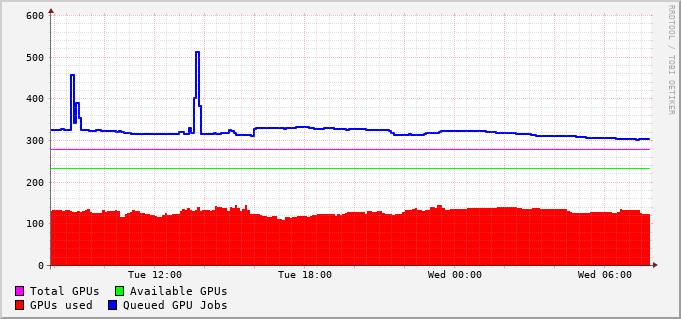 RRDTOOL / TOBI OETIKER
600
500
400
300
200
100
0
Tue 12:00 Tue 18:00 Wed 00:00 Wed 06:00
Total GPUs Available GPUs
GPUs used Queued GPU Jobs